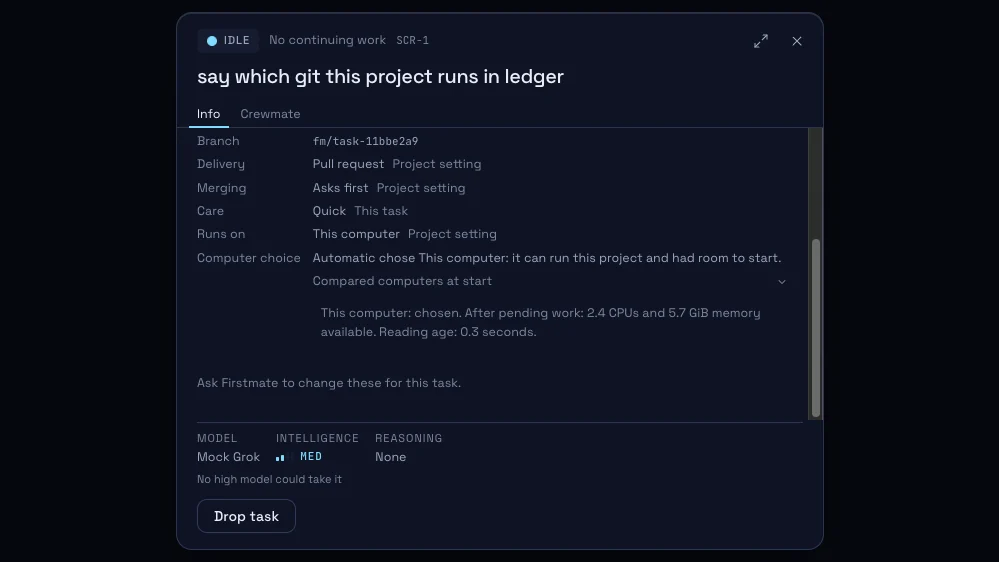 IDLE No continuing work SCR-1
say which git this project runs in ledger
Info Crewmate
Branch fm/task-11bbe2a9
Delivery Pull request Project setting
Merging Asks first Project setting
Care Quick This task
Runs on This computer Project setting
Computer choice Automatic chose This computer: it can run this project and had room to start.
Compared computers at start
This computer: chosen. After pending work: 2.4 CPUs and 5.7 GiB memory
available. Reading age: 0.3 seconds.
Ask Firstmate to change these for this task.
MODEL INTELLIGENCE REASONING
Mock Grok MED None
No high model could take it
Drop task